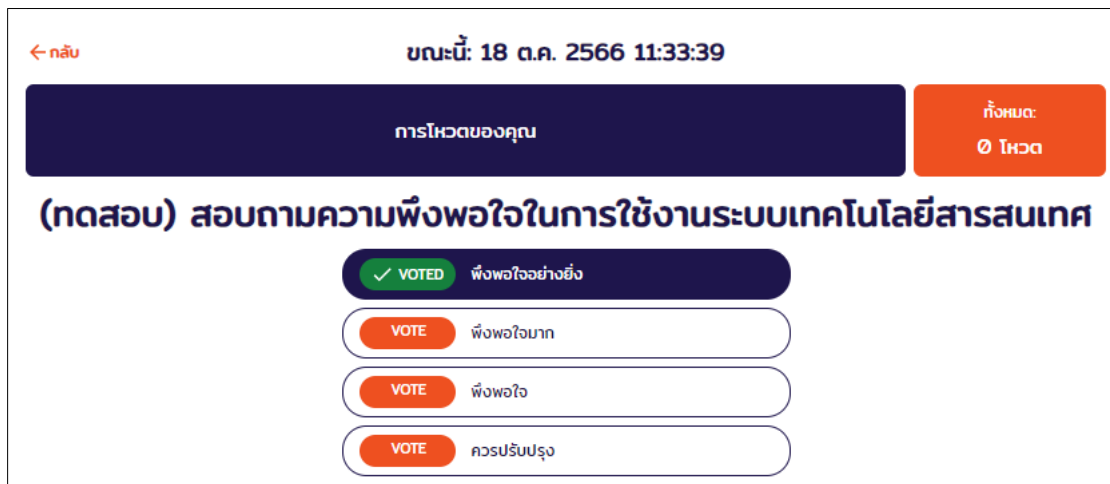 ← กลับ
ขณะนี้: 18 ต.ค. 2566 11:33:39
การโหวตของคุณ
ทั้งหมด:
0 โหวต
(ทดสอบ) สอบถามความพึงพอใจในการใช้งานระบบเทคโนโลยีสารสนเทศ
✓ VOTED พึงพอใจอย่างยิ่ง
VOTE พึงพอใจมาก
VOTE พึงพอใจ
VOTE ควรปรับปรุง